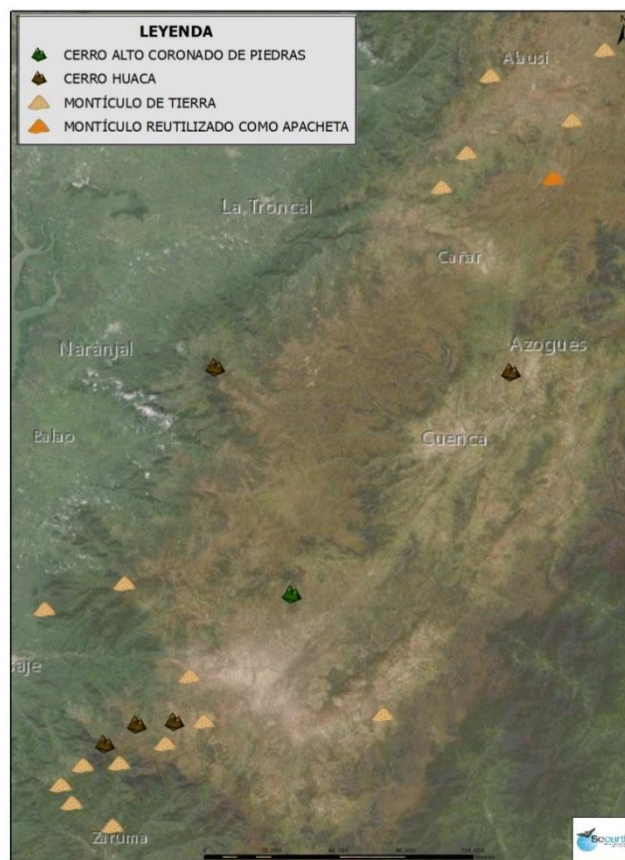 LEYENDA
CERRO ALTO CORONADO DE PIEDRAS
CERRO HUACA
MONTÍCULO DE TIERRA
MONTÍCULO REUTILIZADO COMO APACHETA
Alausí
La Troncal
Cañar
Naranjal
Azogues
Balao
Cuenca
aje
Zaruma